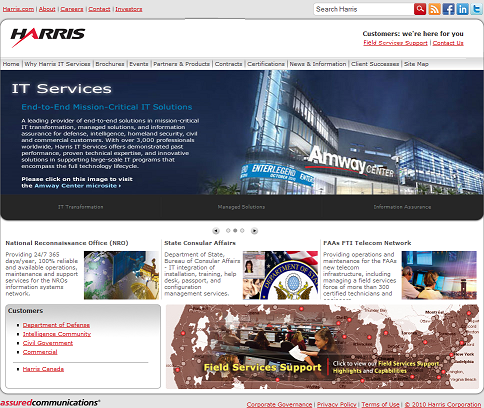 Harris.com | About | Careers | Contact | Investors
Search Harris
HARRIS
Customers: we're here for you
Field Services Support | Contact Us
Home | Why Harris IT Services | Brochures | Events | Partners & Products | Contracts | Certifications | News & Information | Client Successes | Site Map
IT Services
End-to-End Mission-Critical IT Solutions
A leading provider of end-to-end solutions in mission-critical
IT transformation, managed solutions, and information
assurance for defense, intelligence, homeland security, civil
and commercial customers. With over 3,000 professionals
worldwide, Harris IT Services offers demonstrated past
performance, proven technical expertise, and innovative
solutions in supporting large-scale IT programs that
encompass the full technology lifecycle.
Please click on this image to visit
the Amway Center microsite
Amway CENTER
ENTER LEGEND
IT Transformation
Managed Solutions
Information Assurance
National Reconnaissance Office (NRO)
Providing 24/7 365
days/year, 100% reliable
and available operations,
maintenance and support
services for the NROs
information systems
network.
State Consular Affairs
Department of State,
Bureau of Consular Affairs
- IT integration of
installation, training, help
desk, passport, and
configuration
management services.
FAAs FTI Telecom Network
Providing operations and
maintenance for the FAAs
new telecom
infrastructure, including
managing a field services
force of more than 300
certified technicians and
Customers
Department of Defense
Intelligence Community
Civil Government
Commercial
Harris Canada
Field Services Support
Click to view our Field Services Support
Highlights and Capabilities
Montréal
New York
Philadelphia
assuredcommunications®
Corporate Governance | Privacy Policy | Terms of Use | © 2010 Harris Corporation